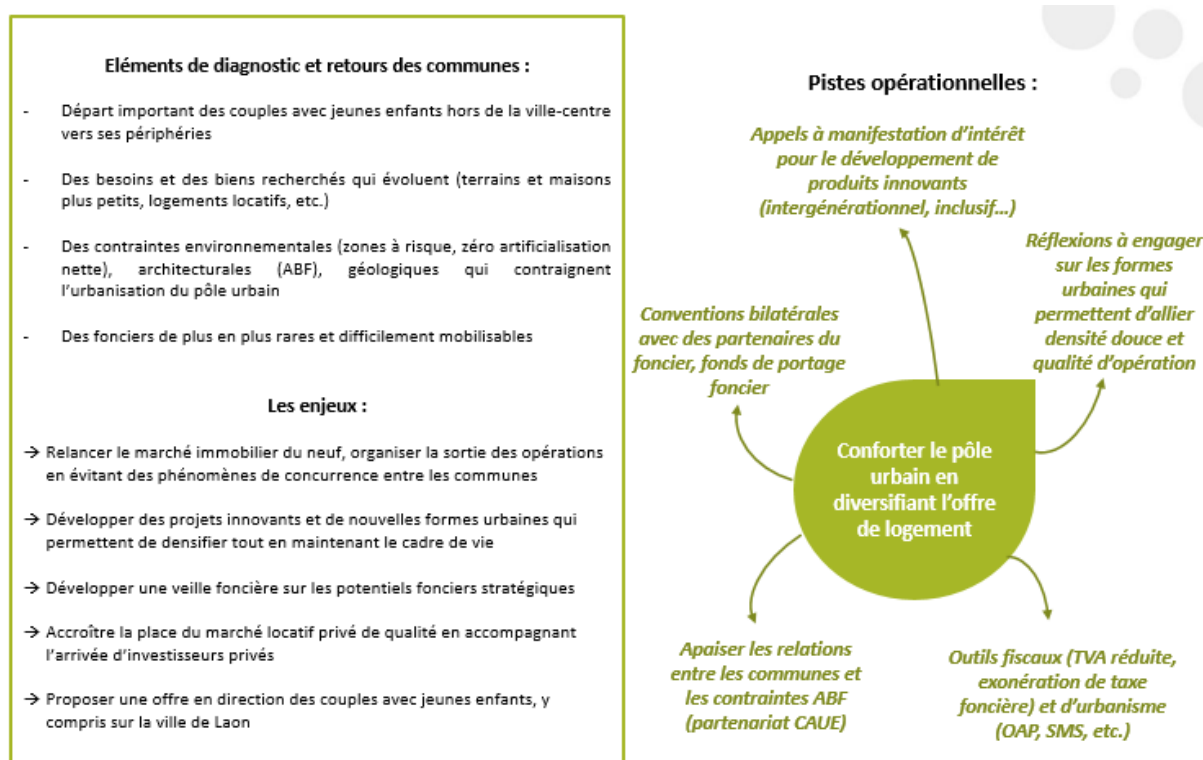 Eléments de diagnostic et retours des communes :
- Départ important des couples avec jeunes enfants hors de la ville-centre
vers ses périphéries
- Des besoins et des biens recherchés qui évoluent (terrains et maisons
plus petits, logements locatifs, etc.)
- Des contraintes environnementales (zones à risque, zéro artificialisation
nette), architecturales (ABF), géologiques qui contraignent
l’urbanisation du pôle urbain
- Des fonciers de plus en plus rares et difficilement mobilisables
Les enjeux :
→ Relancer le marché immobilier du neuf, organiser la sortie des opérations
en évitant des phénomènes de concurrence entre les communes
→ Développer des projets innovants et de nouvelles formes urbaines qui
permettent de densifier tout en maintenant le cadre de vie
→ Développer une veille foncière sur les potentiels fonciers stratégiques
→ Accroître la place du marché locatif privé de qualité en accompagnant
l’arrivée d’investisseurs privés
→ Proposer une offre en direction des couples avec jeunes enfants, y
compris sur la ville de Laon
Pistes opérationnelles :
Appels à manifestation d’intérêt
pour le développement de
produits innovants
(intergénérationnel, inclusif…)
Réflexions à engager
sur les formes
urbaines qui
permettent d’allier
densité douce et
qualité d’opération
Conventions bilatérales
avec des partenaires du
foncier, fonds de portage
foncier
Conforter le pôle
urbain en
diversifiant l’offre
de logement
Apaiser les relations
entre les communes et
les contraintes ABF
(partenariat CAUE)
Outils fiscaux (TVA réduite,
exonération de taxe
foncière) et d’urbanisme
(OAP, SMS, etc.)